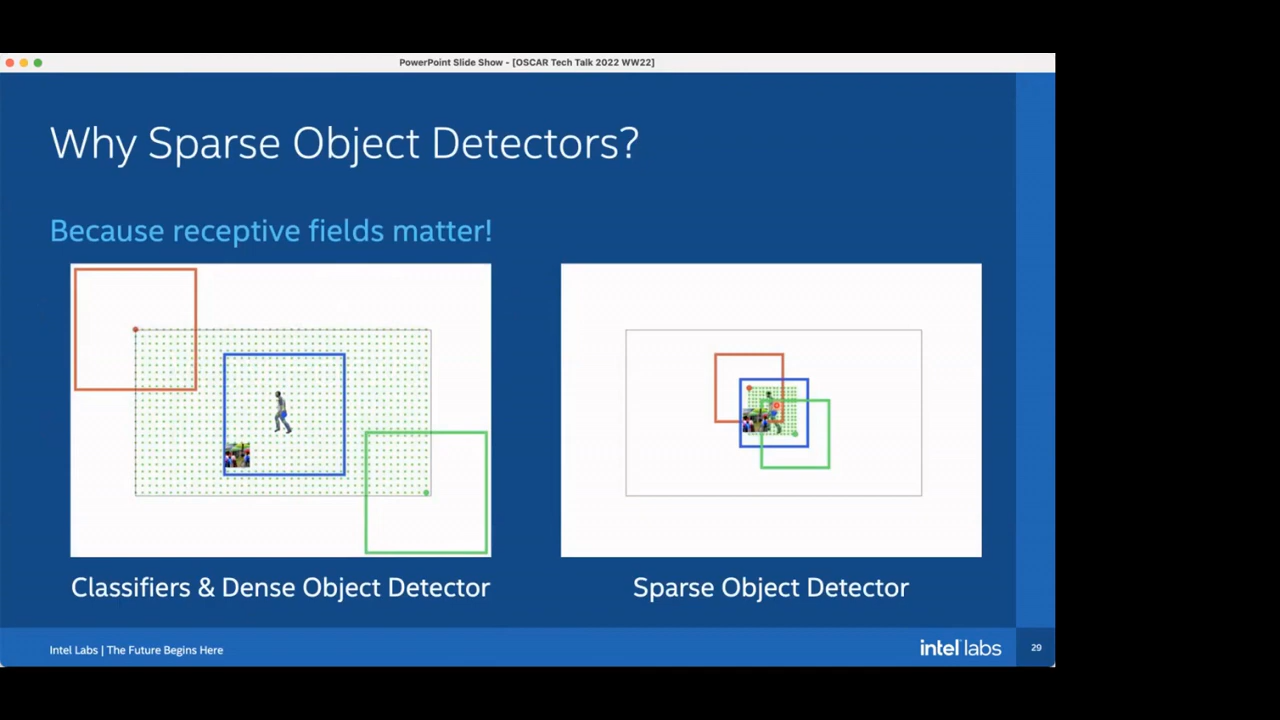 PowerPoint Slide Show - [OSCAR Tech Talk 2022 WW22]
Why Sparse Object Detectors?
Because receptive fields matter!
Classifiers & Dense Object Detector
Sparse Object Detector
Intel Labs | The Future Begins Here
intel labs
29